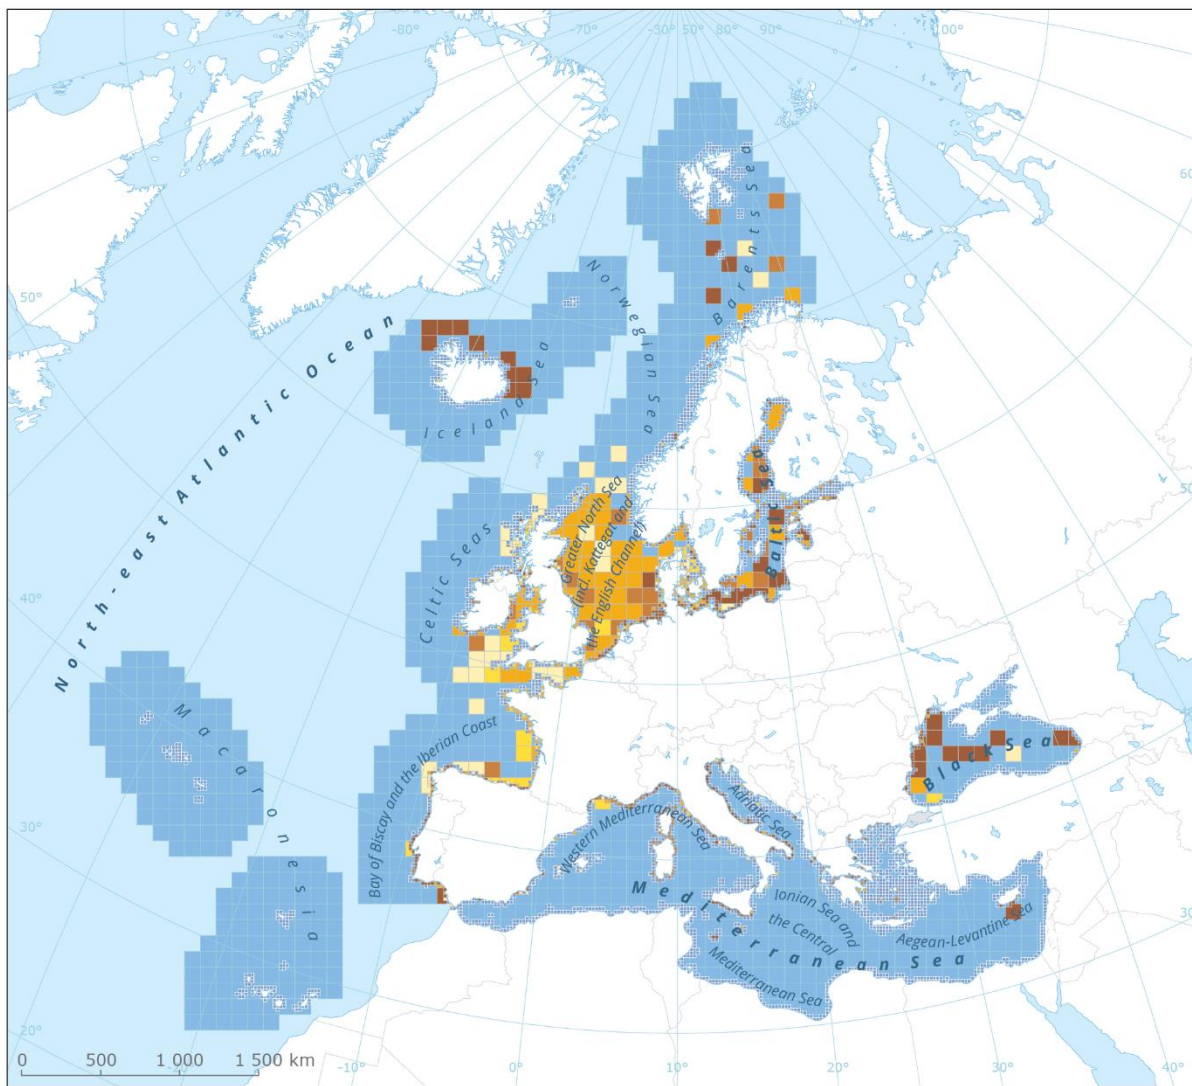 -80°
-70°
-30°
50°
80°
90°
100°
60°
50°
40°
30°
20°
-10°
0°
10°
20°
30°
North-east Atlantic Ocean
Barents Sea
Norwegian Sea
Iceland Sea
Celtic Seas
Greater North Sea
(incl. Kattegat and
the English Channel)
Baltic Sea
Macaronesia
Bay of Biscay and the Iberian Coast
Black Sea
Adriatic Sea
Western Mediterranean Sea
Mediterranean Sea
Ionian Sea and
the Central
Mediterranean Sea
Aegean-Levantine Sea
0 500 1 000 1 500 km